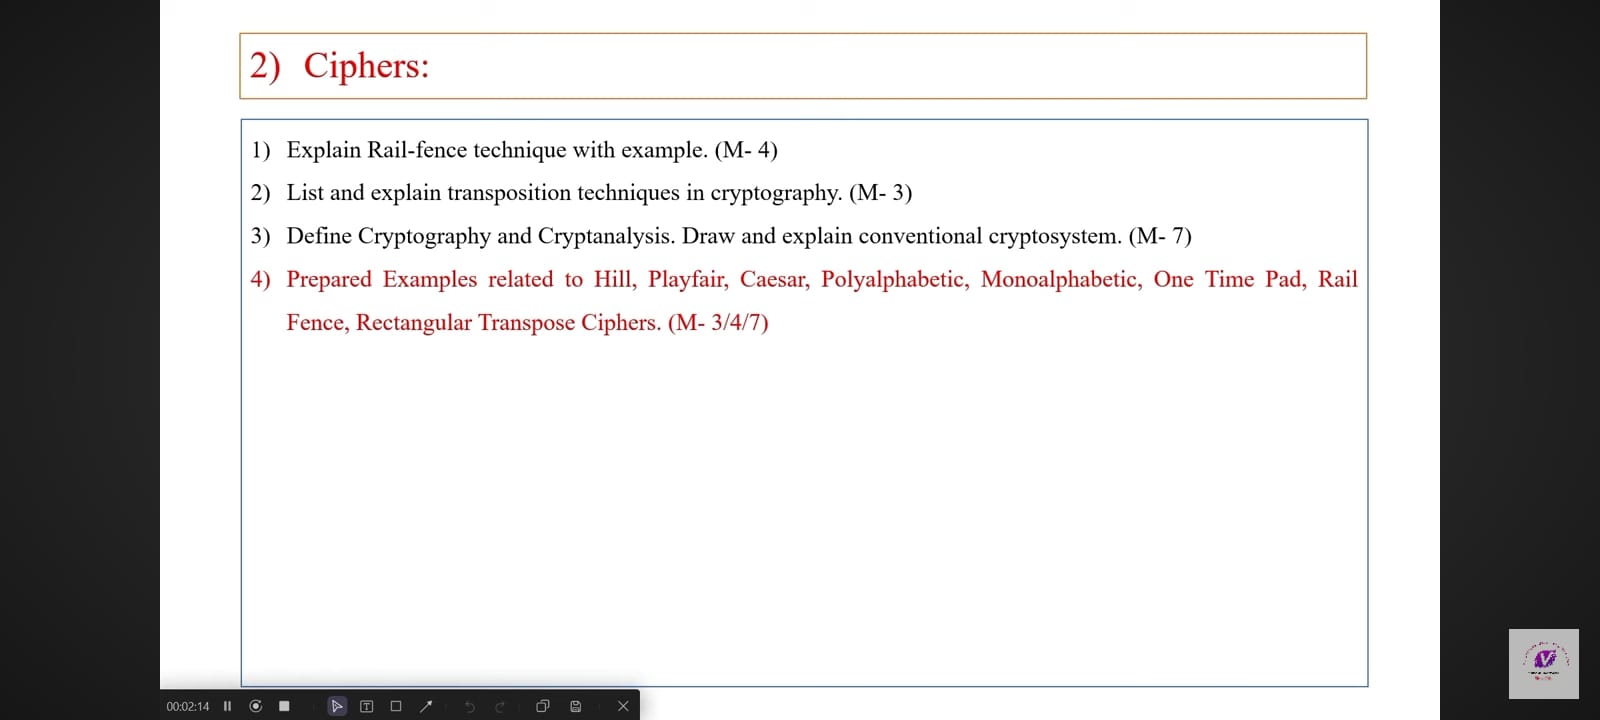 2) Ciphers:
1) Explain Rail-fence technique with example. (M- 4)
2) List and explain transposition techniques in cryptography. (M- 3)
3) Define Cryptography and Cryptanalysis. Draw and explain conventional cryptosystem. (M- 7)
4) Prepared Examples related to Hill, Playfair, Caesar, Polyalphabetic, Monoalphabetic, One Time Pad, Rail
Fence, Rectangular Transpose Ciphers. (M- 3/4/7)
00:02:14